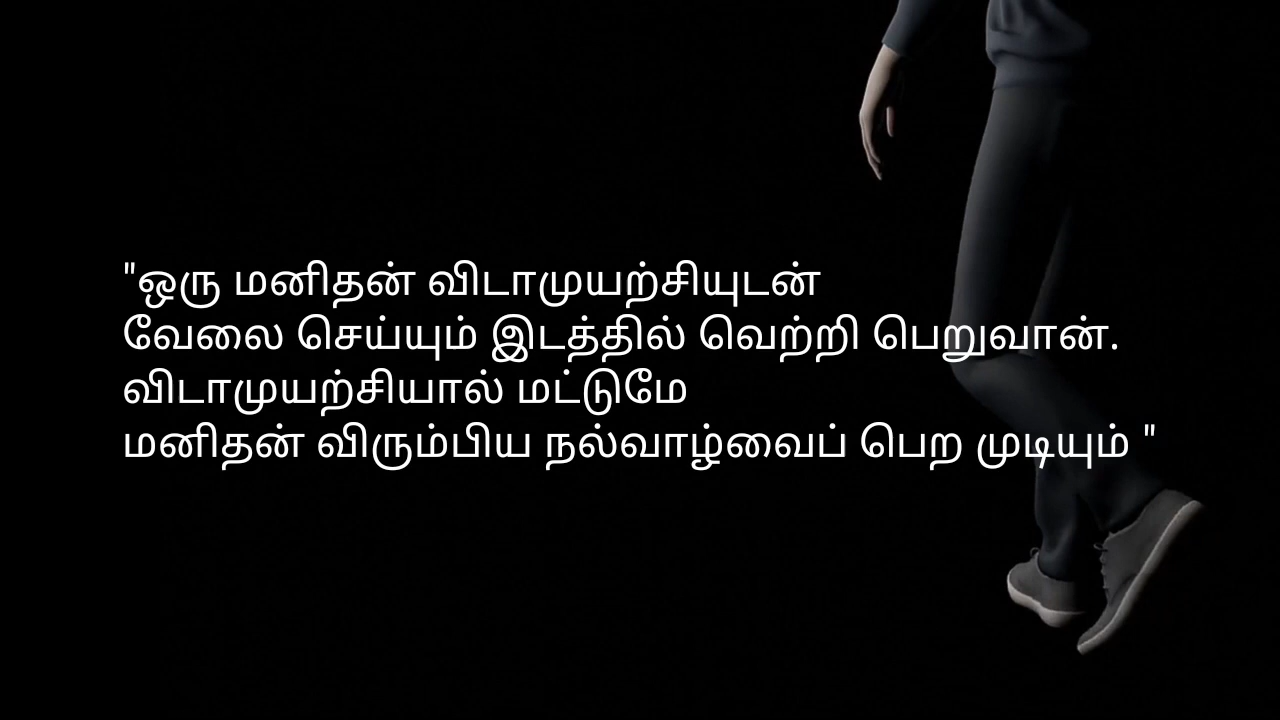 "ஒரு மனிதன் விடாமுயற்சியுடன்
வேலை செய்யும் இடத்தில் வெற்றி பெறுவான்.
விடாமுயற்சியால் மட்டுமே
மனிதன் விரும்பிய நல்வாழ்வைப் பெற முடியும் "